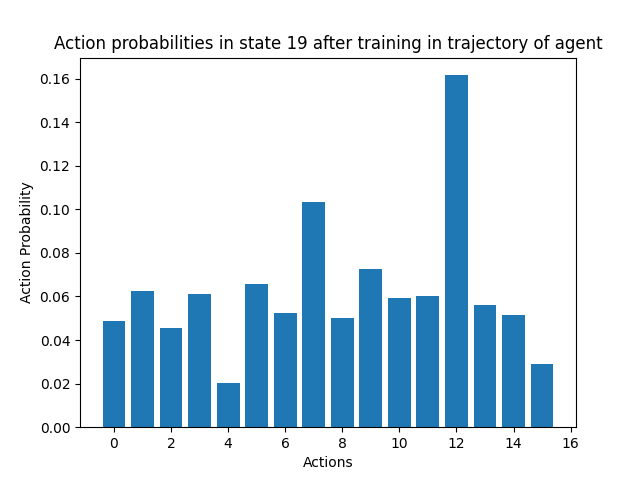 Action probabilities in state 19 after training in trajectory of agent
0.16
0.14
0.12
0.10
0.08
0.06
0.04
0.02
0.00
Action Probability
0 2 4 6 8 10 12 14 16
Actions